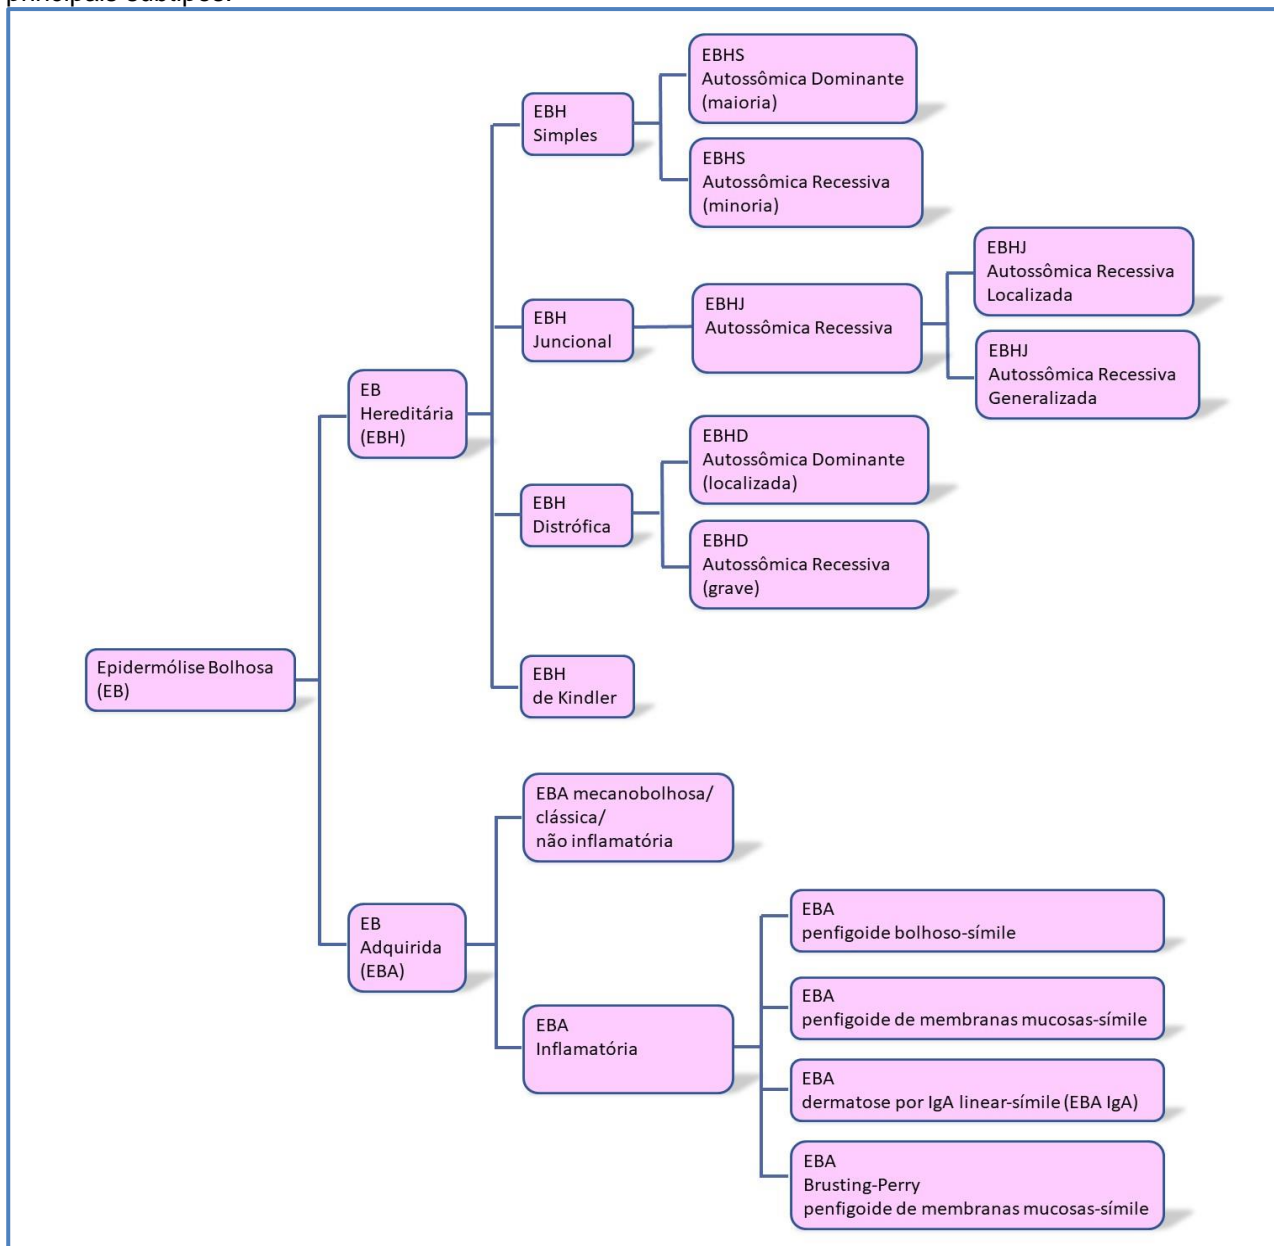 principais subtipos.
EBHS
Autossômica Dominante
(maioria)
EBH
Simples
EBHS
Autossômica Recessiva
(minoria)
EBHJ
Autossômica Recessiva
Localizada
EBH
Juncional
EBHJ
Autossômica Recessiva
EBHJ
Autossômica Recessiva
Generalizada
EB
Hereditária
(EBH)
EBHD
Autossômica Dominante
(localizada)
EBH
Distrófica
EBHD
Autossômica Recessiva
(grave)
Epidermólise Bolhosa
(EB)
EBH
de Kindler
EBA mecanobolhosa/
clássica/
não inflamatória
EB
Adquirida
(EBA)
EBA
penfigoide bolhoso-símile
EBA
penfigoide de membranas mucosas-símile
EBA
Inflamatória
EBA
dermatose por IgA linear-símile (EBA IgA)
EBA
Brusting-Perry
penfigoide de membranas mucosas-símile